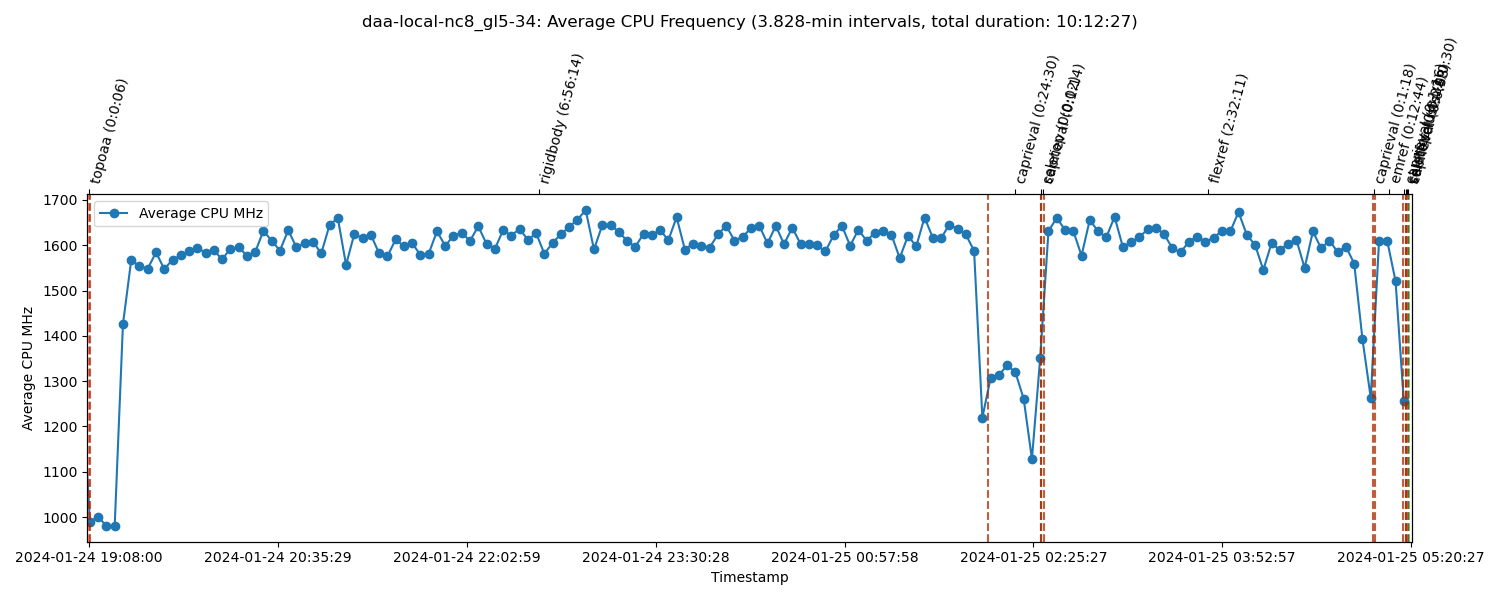 daa-local-nc8_gl5-34: Average CPU Frequency (3.828-min intervals, total duration: 10:12:27)
topoaa (0:0:06)
rigidbody (6:56:14)
caprieval (0:24:30)
flexref (2:32:11)
caprieval (0:1:18)
emref (0:12:44)
Average CPU MHz
1700
1600
1500
1400
1300
1200
1100
1000
Average CPU MHz
2024-01-24 19:08:00
2024-01-24 20:35:29
2024-01-24 22:02:59
2024-01-24 23:30:28
2024-01-25 00:57:58
2024-01-25 02:25:27
2024-01-25 03:52:57
2024-01-25 05:20:27
Timestamp